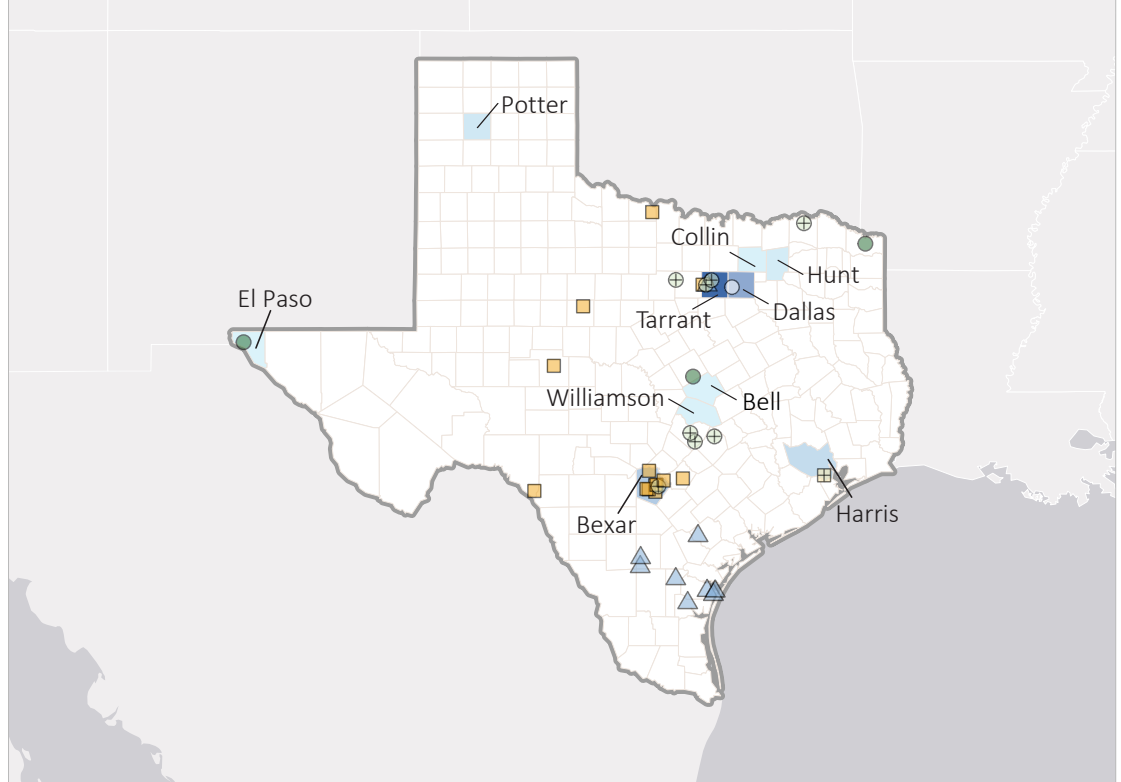 Potter
Collin
Hunt
El Paso
Dallas
Tarrant
Williamson
Bell
Bexar
Harris